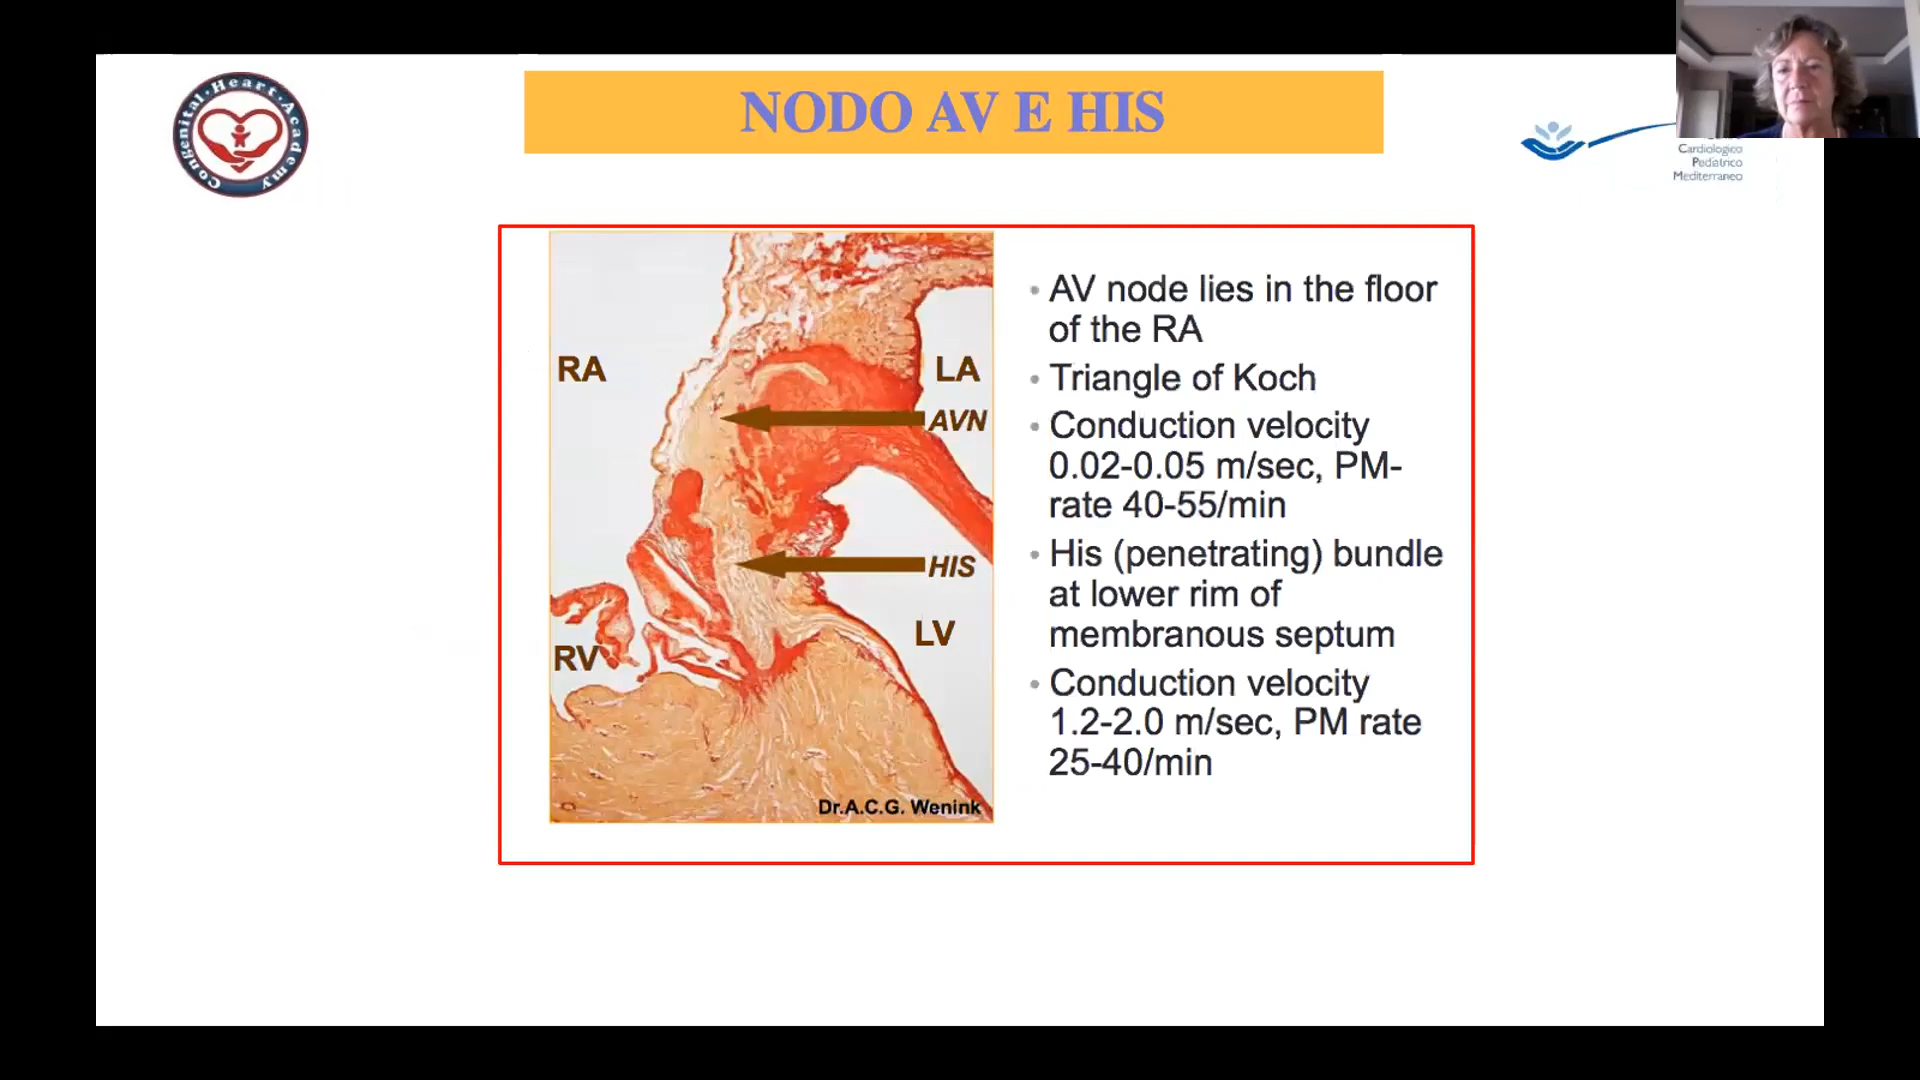 Congenital Heart Academy
NODO AV E HIS
Cardiologico
Pediatrico
Mediterraneo
RA
LA
AVN
HIS
LV
RV
Dr.A.C.G. Wenink
• AV node lies in the floor
of the RA
• Triangle of Koch
• Conduction velocity
0.02-0.05 m/sec, PM-
rate 40-55/min
• His (penetrating) bundle
at lower rim of
membranous septum
• Conduction velocity
1.2-2.0 m/sec, PM rate
25-40/min